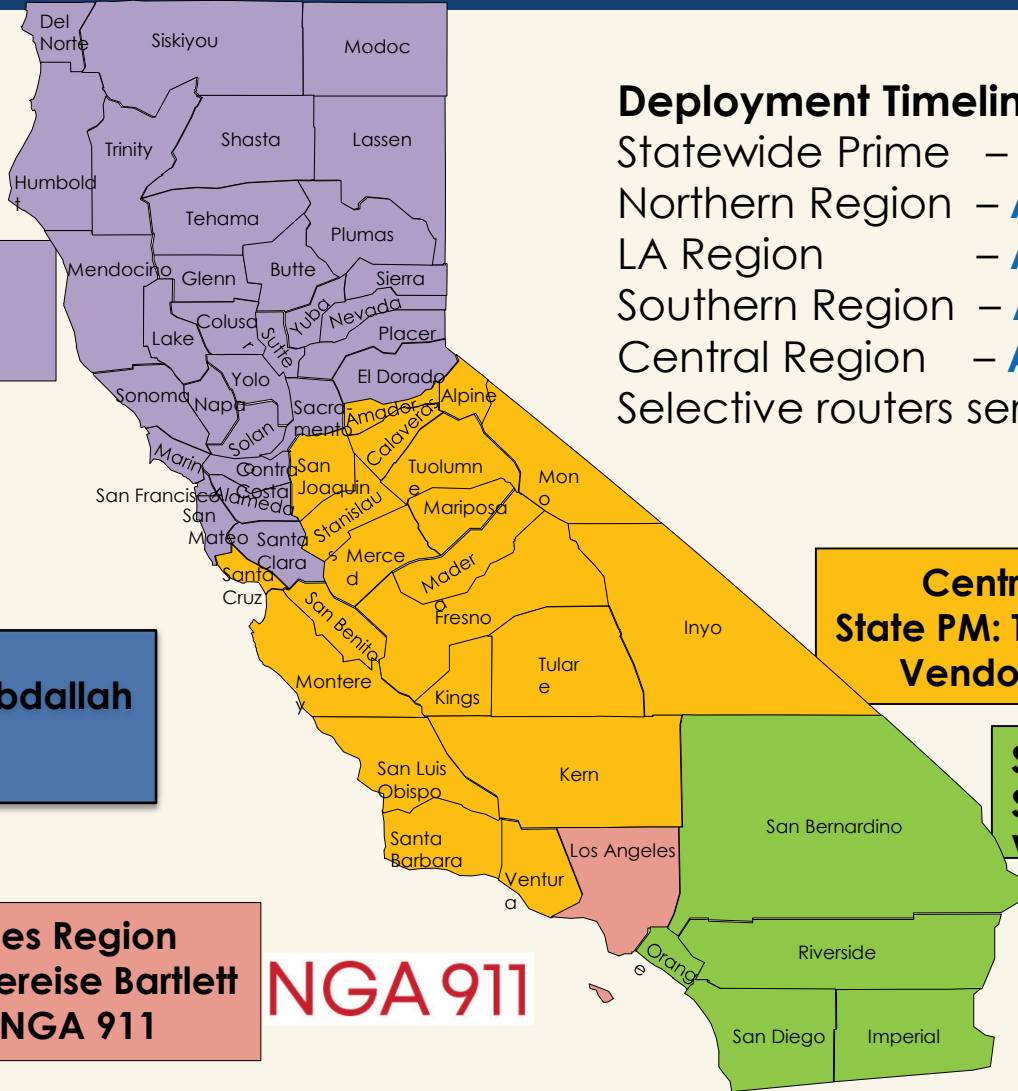 Deployment Timelin
Statewide Prime –
Northern Region – A
LA Region – A
Southern Region – A
Central Region – A
Selective routers ser
Del
Norte
Siskiyou
Modoc
Humbold
t
Trinity
Shasta
Lassen
Tehama
Plumas
Mendocino
Glenn
Butte
Sierra
Lake
Colusa
Sutte
r
Yuba
Nevada
Placer
El Dorado
Sonoma
Napa
Yolo
Sacra-
mento
Amador
Alpine
Calaveras
Solan
o
Marin
Contra
Costa
San
Joaquin
Tuolumn
e
Mon
o
San Francisco
Alameda
San
Mateo
Santa
Clara
Stanislau
s
Mariposa
Merce
d
Mader
a
Santa
Cruz
San Benito
Fresno
Inyo
Montere
y
Kings
Tular
e
San Luis
Obispo
Kern
Santa
Barbara
Ventur
a
Los Angeles
San Bernardino
Orang
e
Riverside
San Diego
Imperial
Centr
State PM: T
Vendo
S
S
V
bdallah
es Region
ereise Bartlett
NGA 911
NGA 911